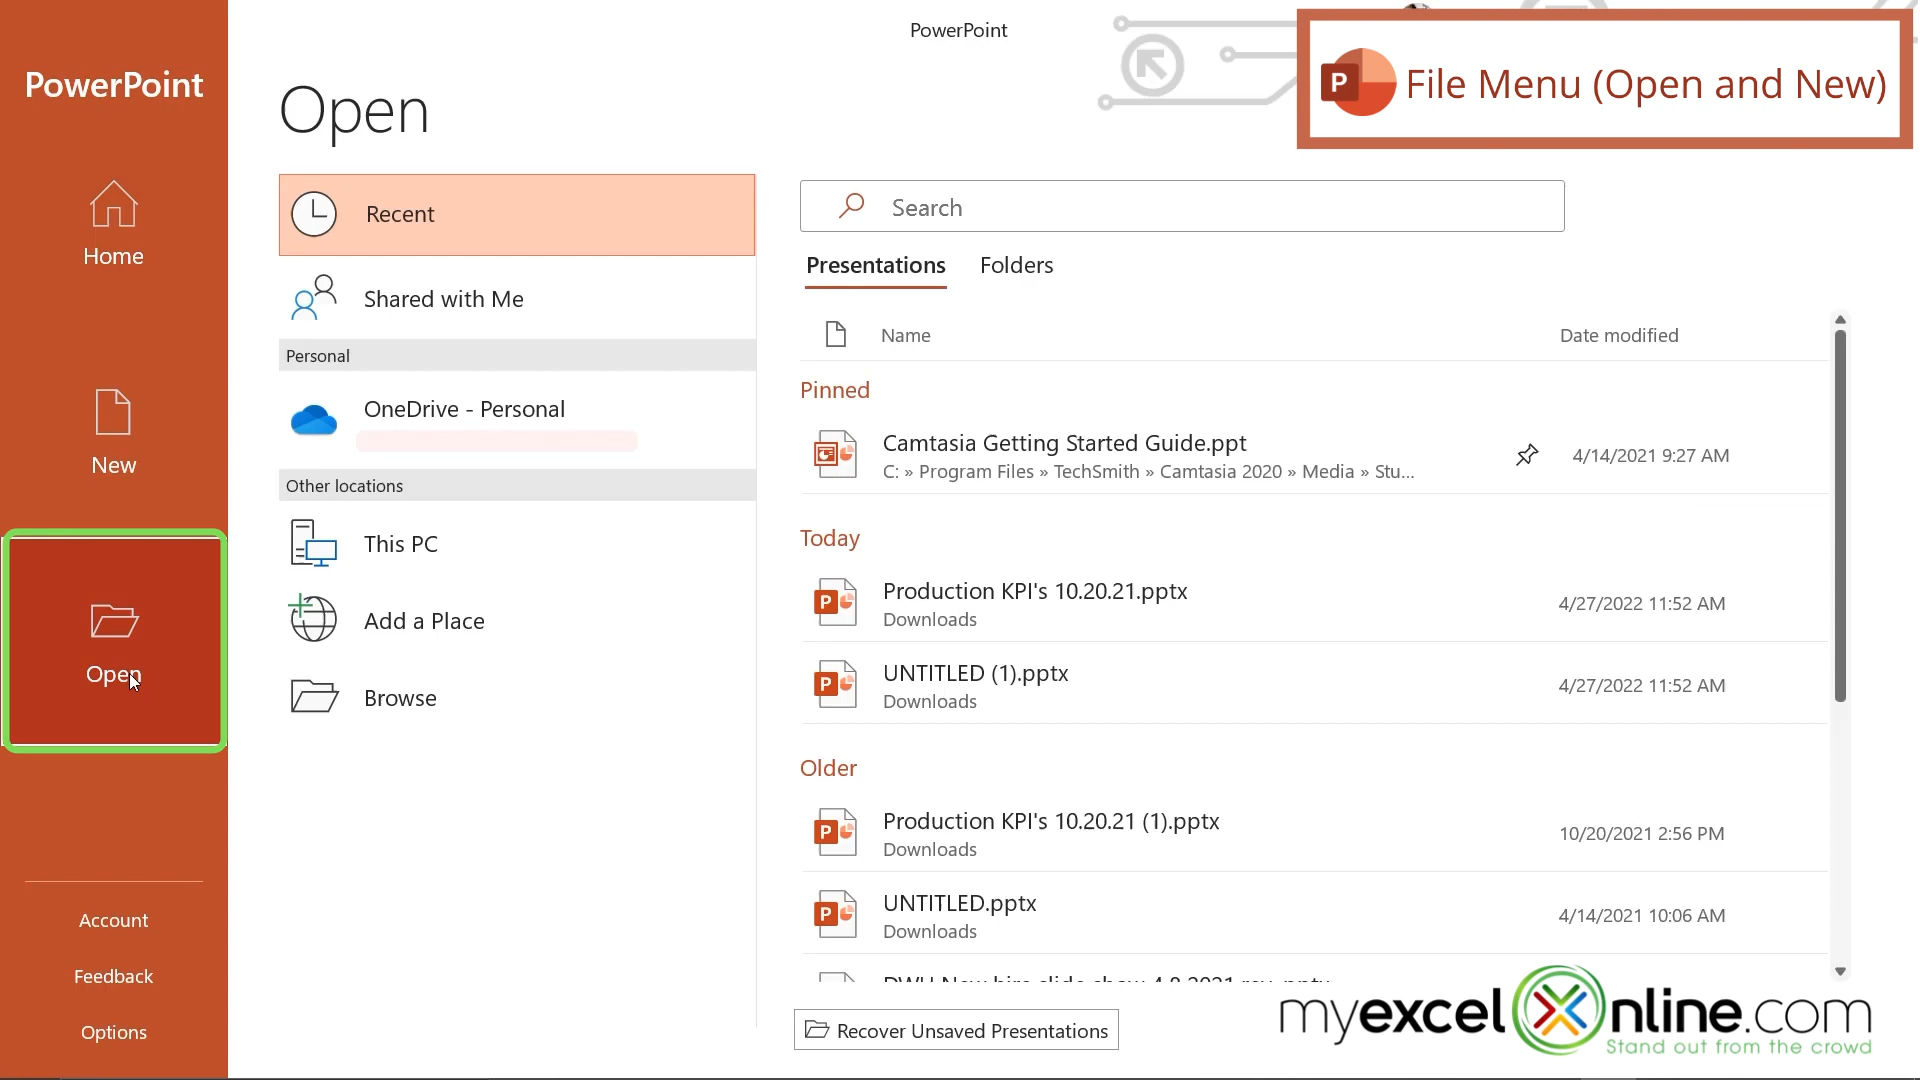 PowerPoint
File Menu (Open and New)
PowerPoint
Home
New
Open
Account
Feedback
Options
Open
Recent
Shared with Me
Personal
OneDrive - Personal
Other locations
This PC
Add a Place
Browse
Search
Presentations Folders
Name Date modified
Pinned
Camtasia Getting Started Guide.ppt
C: » Program Files » TechSmith » Camtasia 2020 » Media » Stu...
4/14/2021 9:27 AM
Today
Production KPI's 10.20.21.pptx
Downloads
4/27/2022 11:52 AM
UNTITLED (1).pptx
Downloads
4/27/2022 11:52 AM
Older
Production KPI's 10.20.21 (1).pptx
Downloads
10/20/2021 2:56 PM
UNTITLED.pptx
Downloads
4/14/2021 10:06 AM
Recover Unsaved Presentations
myexcelOnline.com
Stand out from the crowd